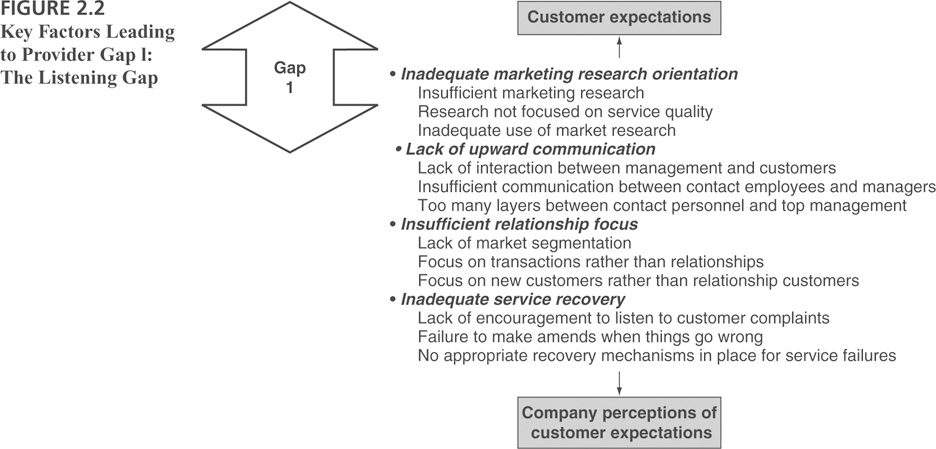 FIGURE 2.2
Key Factors Leading
to Provider Gap l:
The Listening Gap
Gap
1
Customer expectations
• Inadequate marketing research orientation
Insufficient marketing research
Research not focused on service quality
Inadequate use of market research
• Lack of upward communication
Lack of interaction between management and customers
Insufficient communication between contact employees and managers
Too many layers between contact personnel and top management
• Insufficient relationship focus
Lack of market segmentation
Focus on transactions rather than relationships
Focus on new customers rather than relationship customers
• Inadequate service recovery
Lack of encouragement to listen to customer complaints
Failure to make amends when things go wrong
No appropriate recovery mechanisms in place for service failures
Company perceptions of
customer expectations